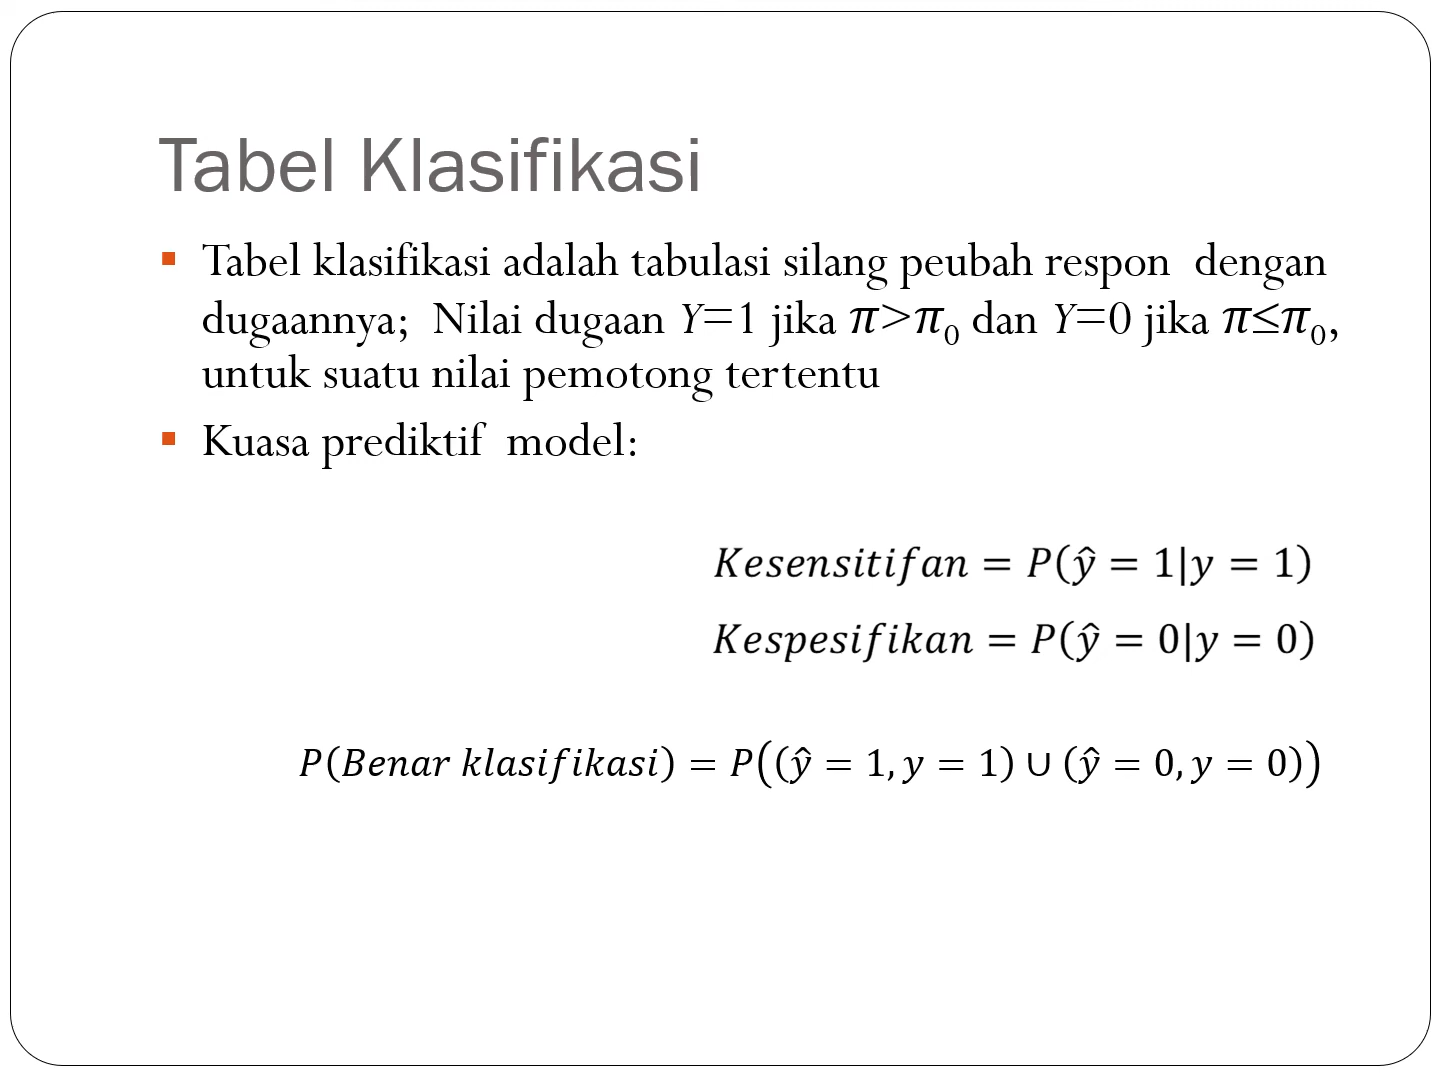 Tabel Klasifikasi
▪ Tabel klasifikasi adalah tabulasi silang peubah respon dengan
dugaannya; Nilai dugaan Y=1 jika π>π₀ dan Y=0 jika π≤π₀,
untuk suatu nilai pemotong tertentu
▪ Kuasa prediktif model:
Kesensitifan = P(ŷ = 1|y = 1)
Kespesifikan = P(ŷ = 0|y = 0)
P(Benar klasifikasi) = P((ŷ = 1, y = 1) ∪ (ŷ = 0, y = 0))